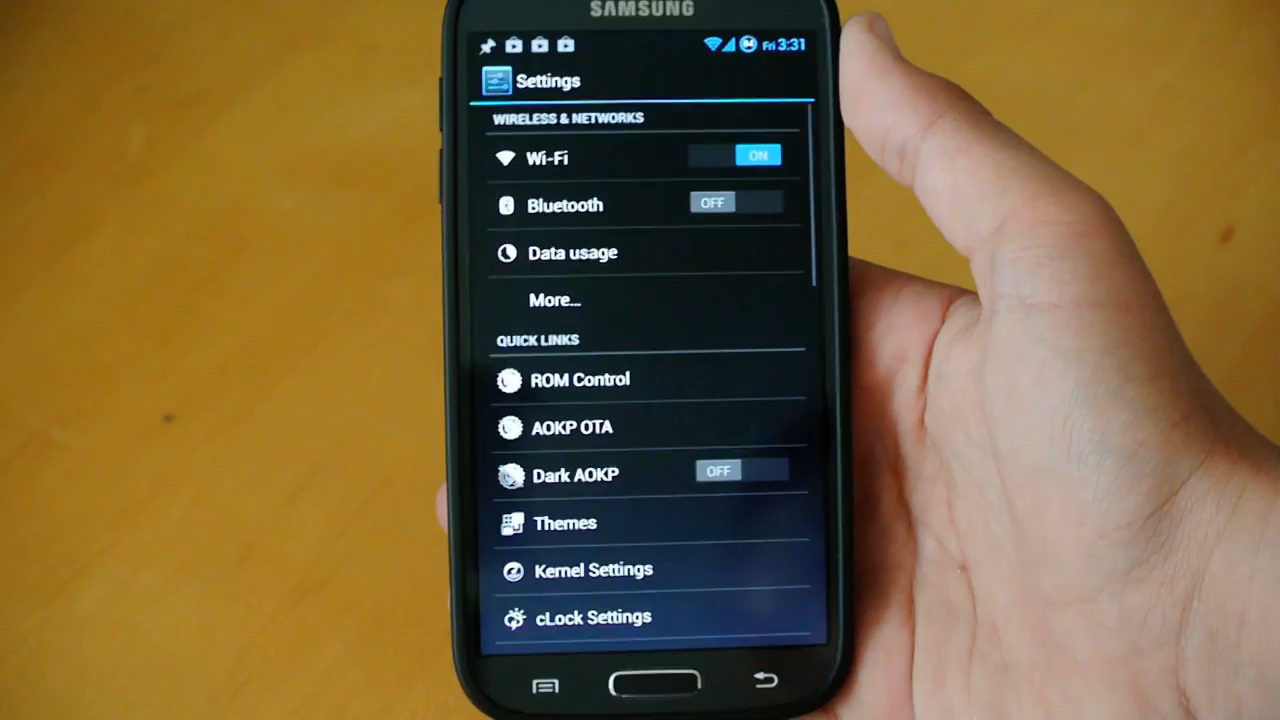 SAMSUNG
Fri 3:31
Settings
WIRELESS & NETWORKS
Wi-Fi ON
Bluetooth OFF
Data usage
More...
QUICK LINKS
ROM Control
AOKP OTA
Dark AOKP OFF
Themes
Kernel Settings
cLock Settings